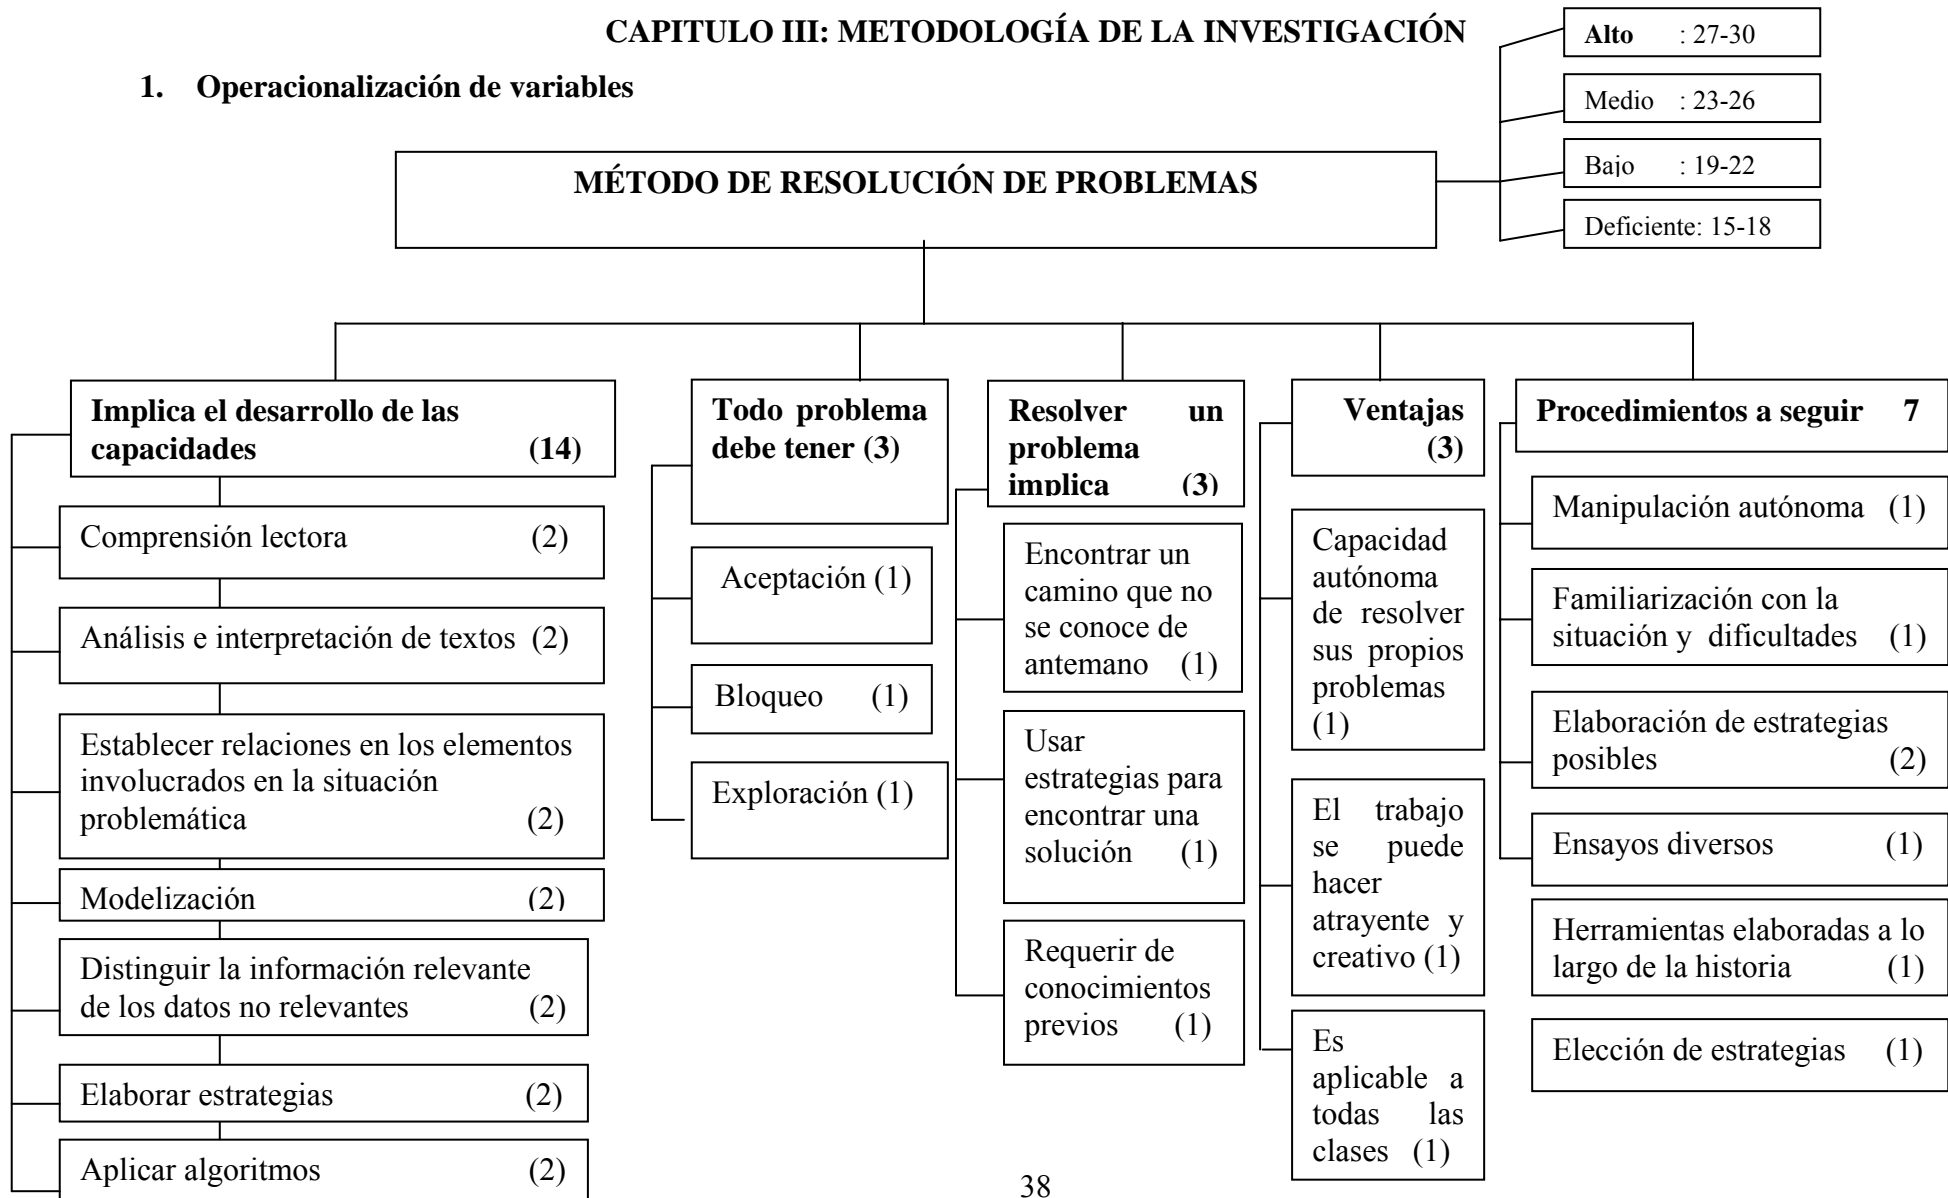 CAPITULO III: METODOLOGÍA DE LA INVESTIGACIÓN
1. Operacionalización de variables
Alto : 27-30
Medio : 23-26
Bajo : 19-22
Deficiente: 15-18
MÉTODO DE RESOLUCIÓN DE PROBLEMAS
Implica el desarrollo de las
capacidades (14)
Comprensión lectora (2)
Análisis e interpretación de textos (2)
Establecer relaciones en los elementos
involucrados en la situación
problemática (2)
Modelización (2)
Distinguir la información relevante
de los datos no relevantes (2)
Elaborar estrategias (2)
Aplicar algoritmos (2)
Todo problema
debe tener (3)
Aceptación (1)
Bloqueo (1)
Exploración (1)
Resolver un
problema
implica (3)
Encontrar un
camino que no
se conoce de
antemano (1)
Usar
estrategias para
encontrar una
solución (1)
Requerir de
conocimientos
previos (1)
Ventajas
(3)
Capacidad
autónoma
de resolver
sus propios
problemas
(1)
El trabajo
se puede
hacer
atrayente y
creativo (1)
Es
aplicable a
todas las
clases (1)
Procedimientos a seguir 7
Manipulación autónoma (1)
Familiarización con la
situación y dificultades (1)
Elaboración de estrategias
posibles (2)
Ensayos diversos (1)
Herramientas elaboradas a lo
largo de la historia (1)
Elección de estrategias (1)
38